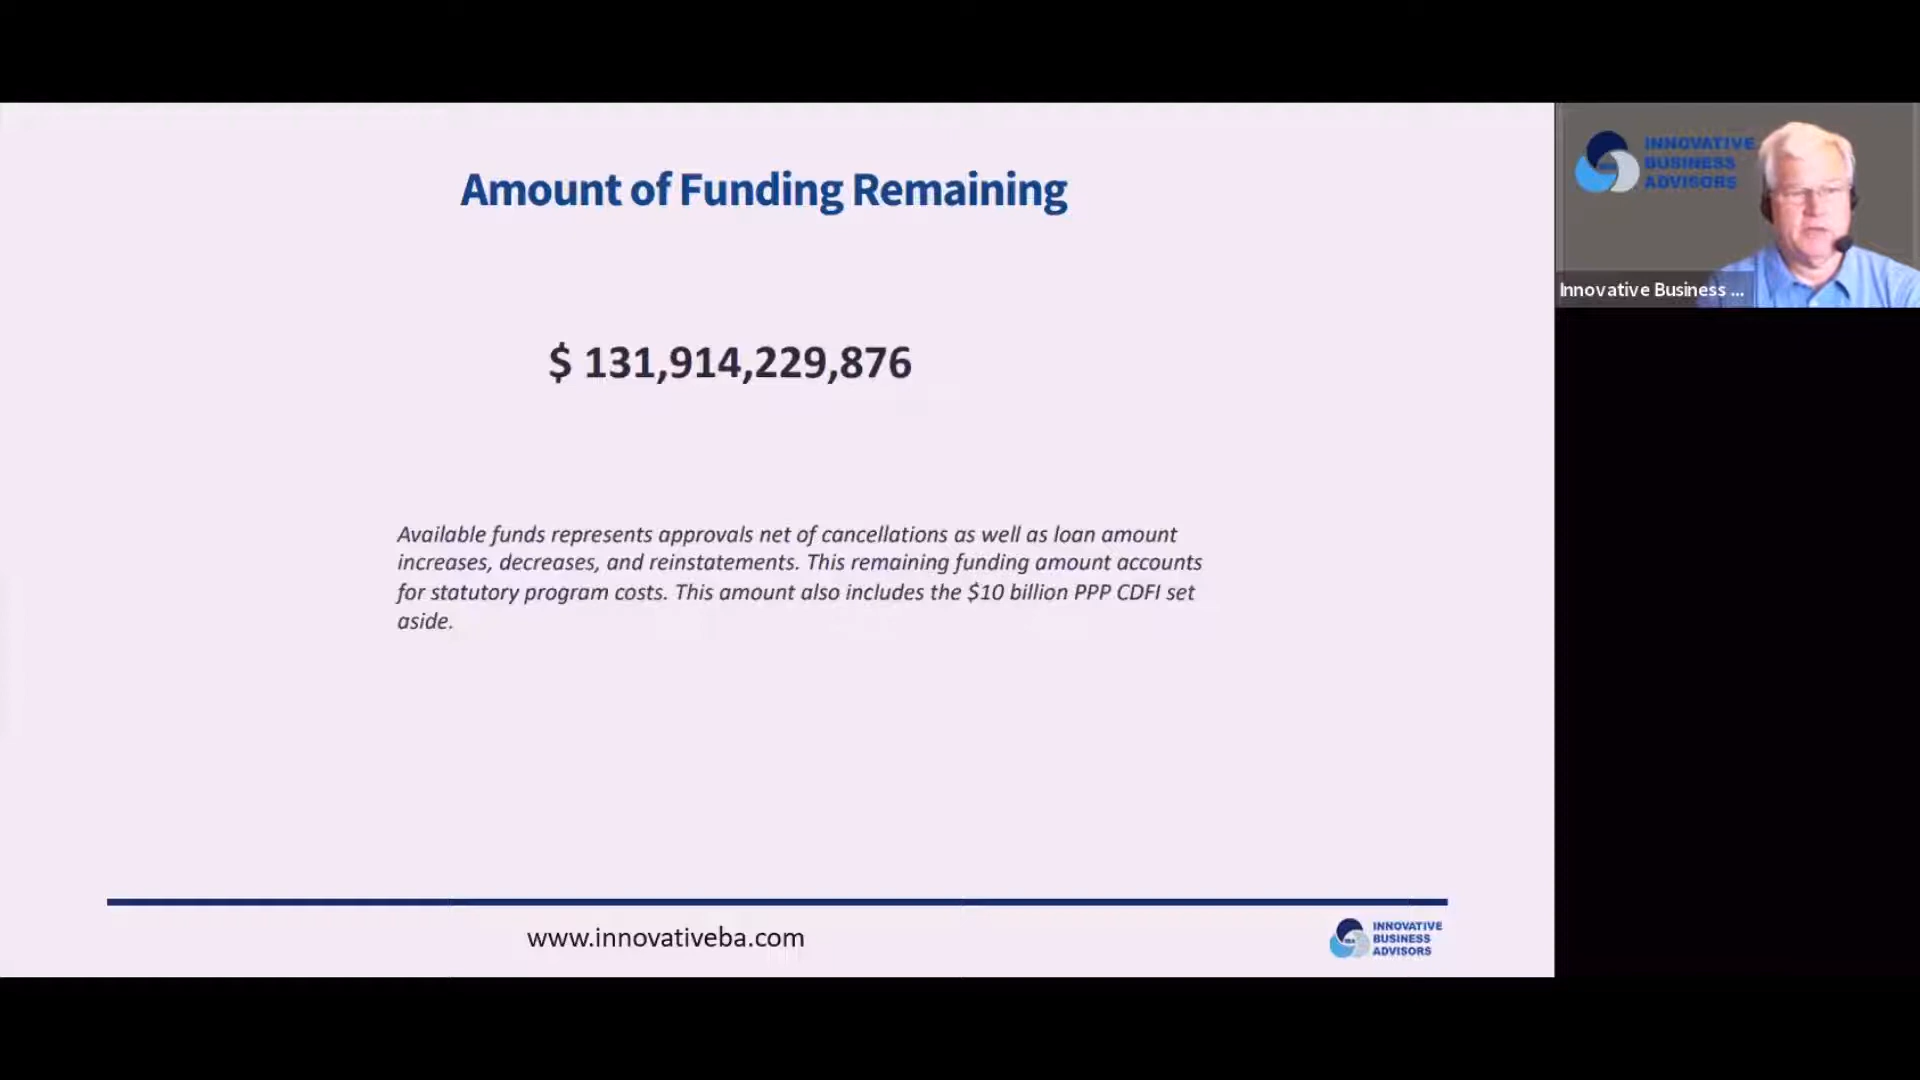 Amount of Funding Remaining
$ 131,914,229,876
Available funds represents approvals net of cancellations as well as loan amount
increases, decreases, and reinstatements. This remaining funding amount accounts
for statutory program costs. This amount also includes the $10 billion PPP CDFI set
aside.
www.innovativeba.com
INNOVATIVE
BUSINESS
ADVISORS
INNOVATIVE
BUSINESS
ADVISORS
Innovative Business ...